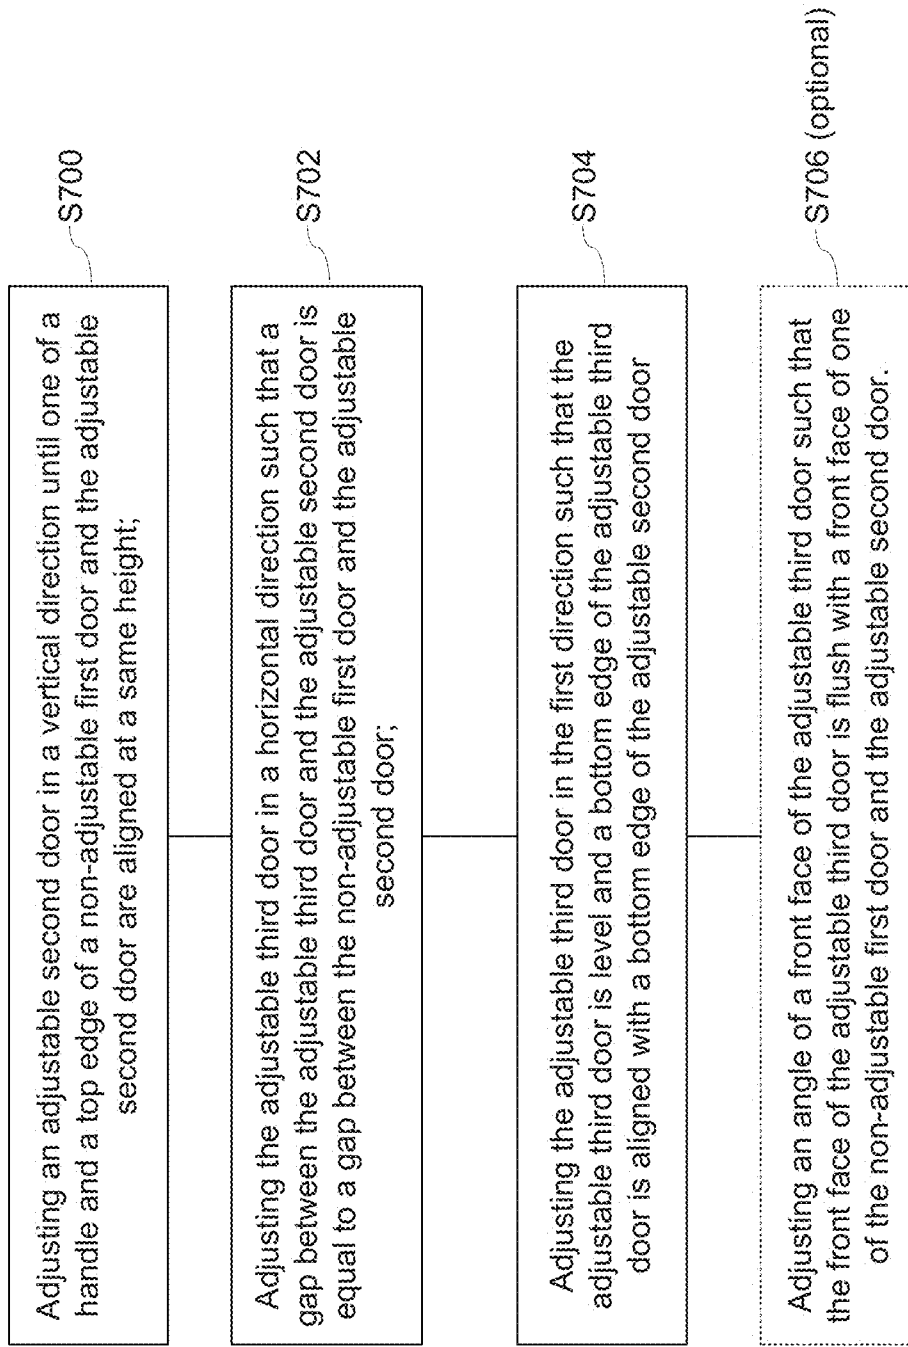 Adjusting an adjustable second door in a vertical direction until one of a
handle and a top edge of a non-adjustable first door and the adjustable
second door are aligned at a same height;
S700
Adjusting the adjustable third door in a horizontal direction such that a
gap between the adjustable third door and the adjustable second door is
equal to a gap between the non-adjustable first door and the adjustable
second door;
S702
Adjusting the adjustable third door in the first direction such that the
adjustable third door is level and a bottom edge of the adjustable third
door is aligned with a bottom edge of the adjustable second door
S704
Adjusting an angle of a front face of the adjustable third door such that
the front face of the adjustable third door is flush with a front face of one
of the non-adjustable first door and the adjustable second door.
S706 (optional)